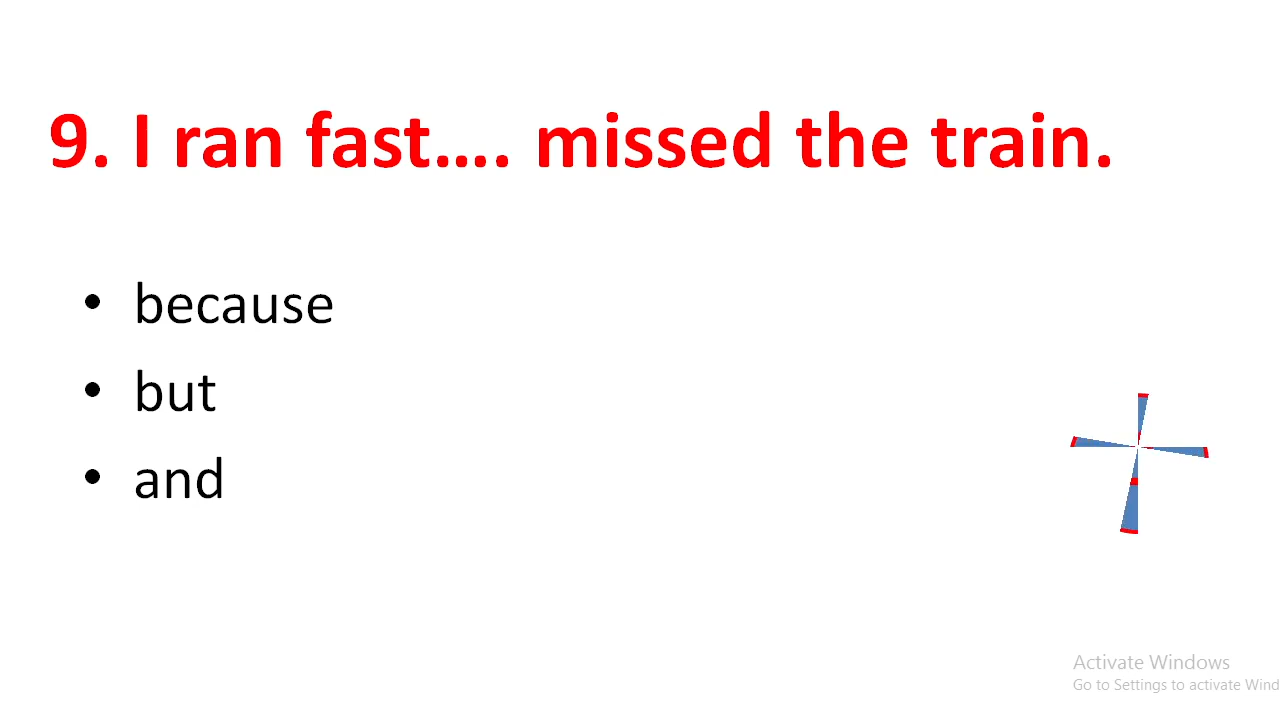 9. I ran fast…. missed the train.
• because
• but
• and
Activate Windows
Go to Settings to activate Wind